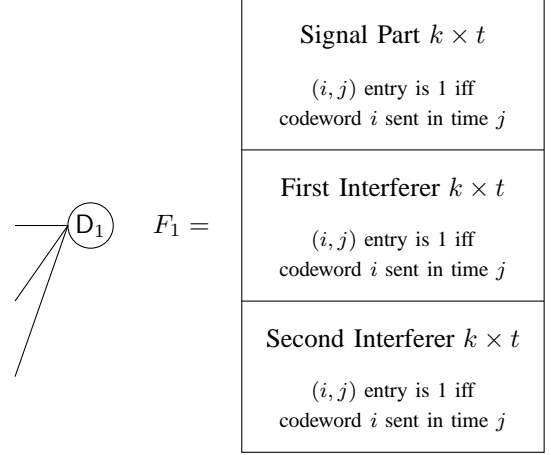 Signal Part k × t
(i, j) entry is 1 iff
codeword i sent in time j
D₁ F₁ =
First Interferer k × t
(i, j) entry is 1 iff
codeword i sent in time j
Second Interferer k × t
(i, j) entry is 1 iff
codeword i sent in time j